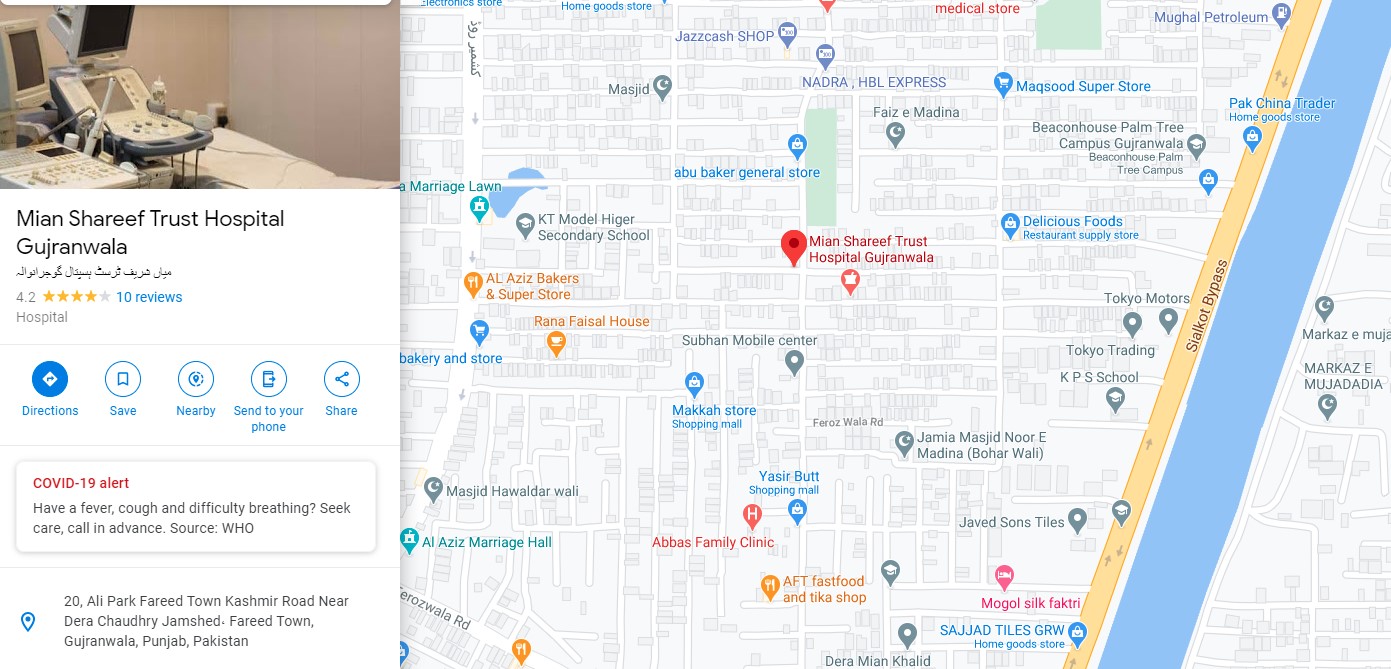 Mian Shareef Trust Hospital
Gujranwala
میاں شریف ٹرسٹ ہسپتال گوجرانوالہ
4.2 10 reviews
Hospital
Directions
Save
Nearby
Send to your
phone
Share
COVID-19 alert
Have a fever, cough and difficulty breathing? Seek
care, call in advance. Source: WHO
20, Ali Park Fareed Town Kashmir Road Near
Dera Chaudhry Jamshed، Fareed Town,
Gujranwala, Punjab, Pakistan
Electronics store
Home goods store
medical store
Mughal Petroleum
کشمیر روڈ
Jazzcash SHOP
NADRA , HBL EXPRESS
Masjid
Maqsood Super Store
Pak China Trader
Home goods store
Faiz e Madina
Beaconhouse Palm Tree
Campus Gujranwala
Beaconhouse Palm
Tree Campus
abu baker general store
a Marriage Lawn
KT Model Higer
Secondary School
Delicious Foods
Restaurant supply store
Mian Shareef Trust
Hospital Gujranwala
AL Aziz Bakers
& Super Store
Sialkot Bypass
Tokyo Motors
Rana Faisal House
Markaz e muja
Subhan Mobile center
Tokyo Trading
bakery and store
K P S School
MARKAZ E
MUJADADIA
Makkah store
Shopping mall
Feroz Wala Rd
Jamia Masjid Noor E
Madina (Bohar Wali)
Yasir Butt
Shopping mall
Masjid Hawaldar wali
Javed Sons Tiles
Al Aziz Marriage Hall
Abbas Family Clinic
AFT fastfood
and tika shop
Mogol silk faktri
erozwala Rd
SAJJAD TILES GRW
Home goods store
Dera Mian Khalid